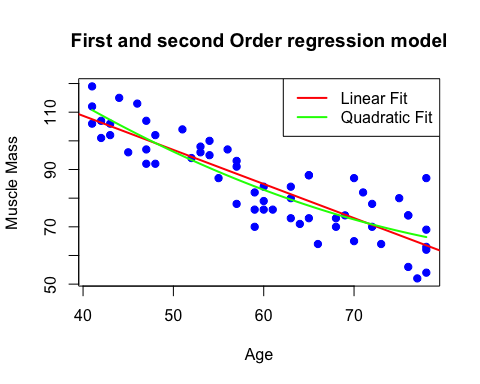 First and second Order regression model
Linear Fit
Quadratic Fit
Muscle Mass
110
90
70
50
40 50 60 70
Age